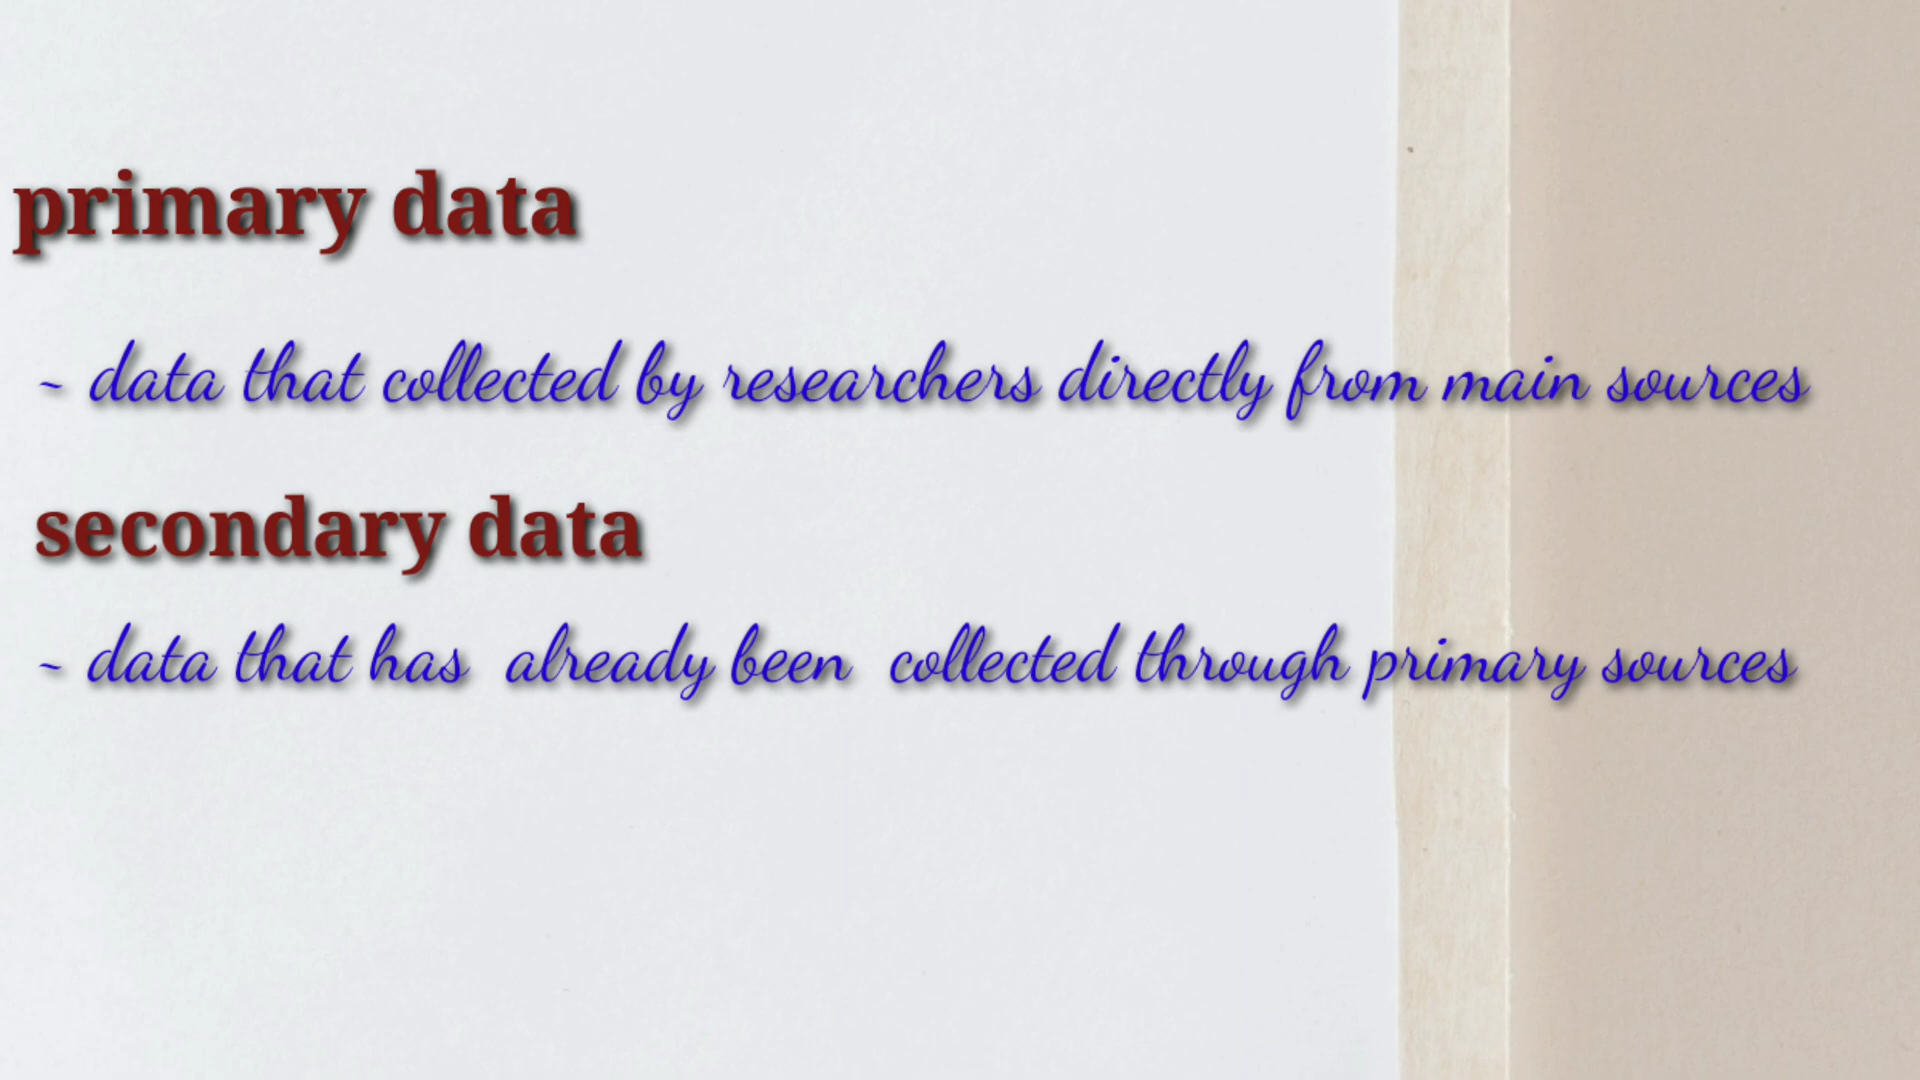 primary data
~ data that collected by researchers directly from main sources
secondary data
~ data that has already been collected through primary sources